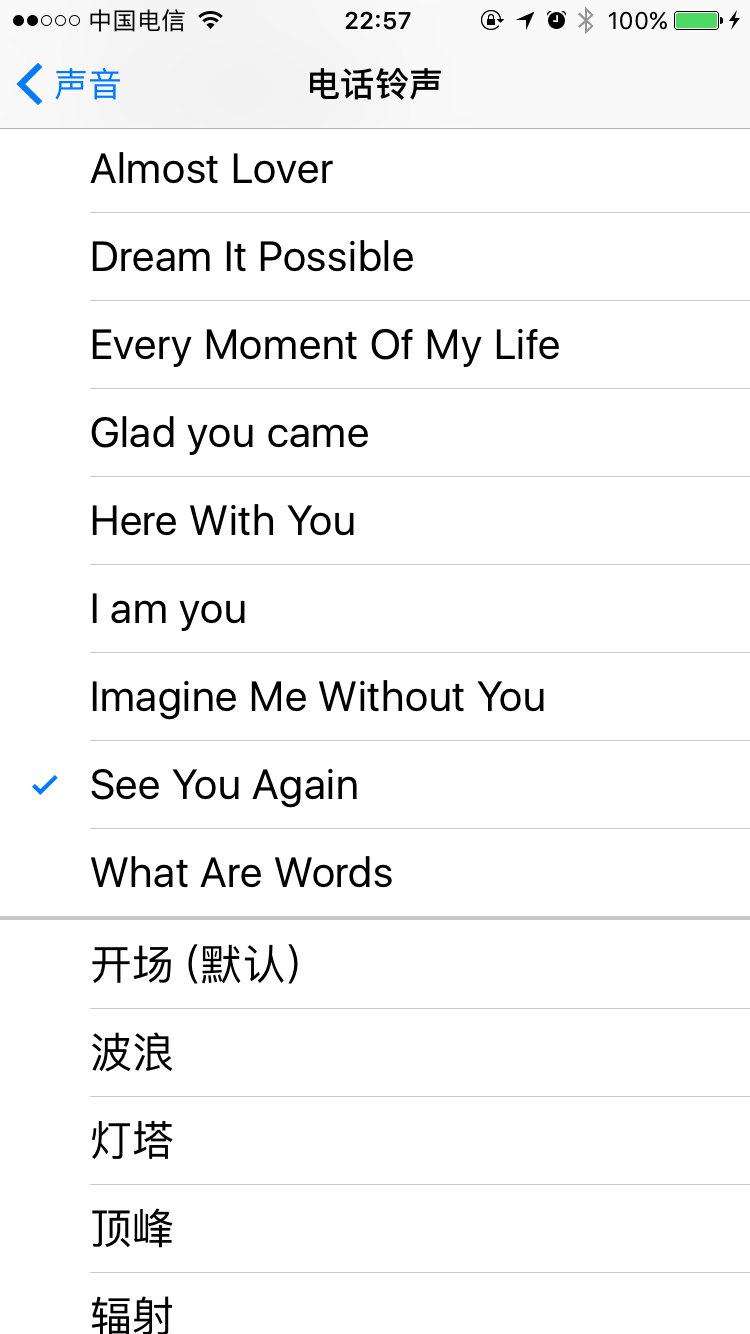 中国电信 22:57 100%
声音 电话铃声
Almost Lover
Dream It Possible
Every Moment Of My Life
Glad you came
Here With You
I am you
Imagine Me Without You
See You Again
What Are Words
开场 (默认)
波浪
灯塔
顶峰
辐射